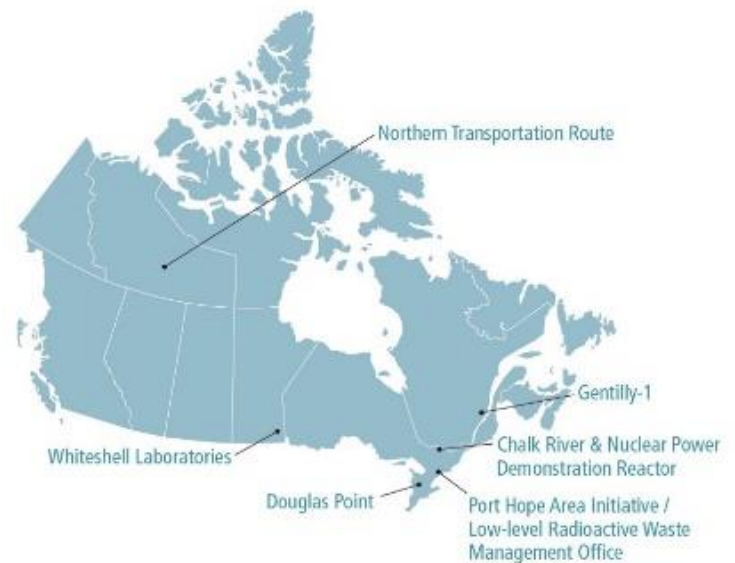 Northern Transportation Route
Gentilly-1
Whiteshell Laboratories
Chalk River & Nuclear Power
Demonstration Reactor
Douglas Point
Port Hope Area Initiative /
Low-level Radioactive Waste
Management Office